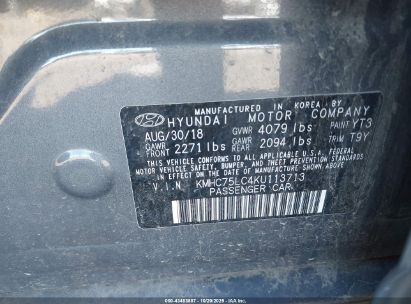 MANUFACTURED IN KOREA BY
HYUNDAI MOTOR COMPANY
AUG/30/18 GVWR 4079 lbs PAINT YT3
GAWR FRONT 2271 lbs GAWR REAR 2094 lbs TRIM T9Y
THIS VEHICLE CONFORMS TO ALL APPLICABLE
U.S. FEDERAL MOTOR VEHICLE
SAFETY, BUMPER, AND THEFT PREVENTION STANDARDS
IN EFFECT ON THE DATE OF MANUFACTURE SHOWN ABOVE.
V.I.N. KMHC75LC4KU113713
PASSENGER CAR